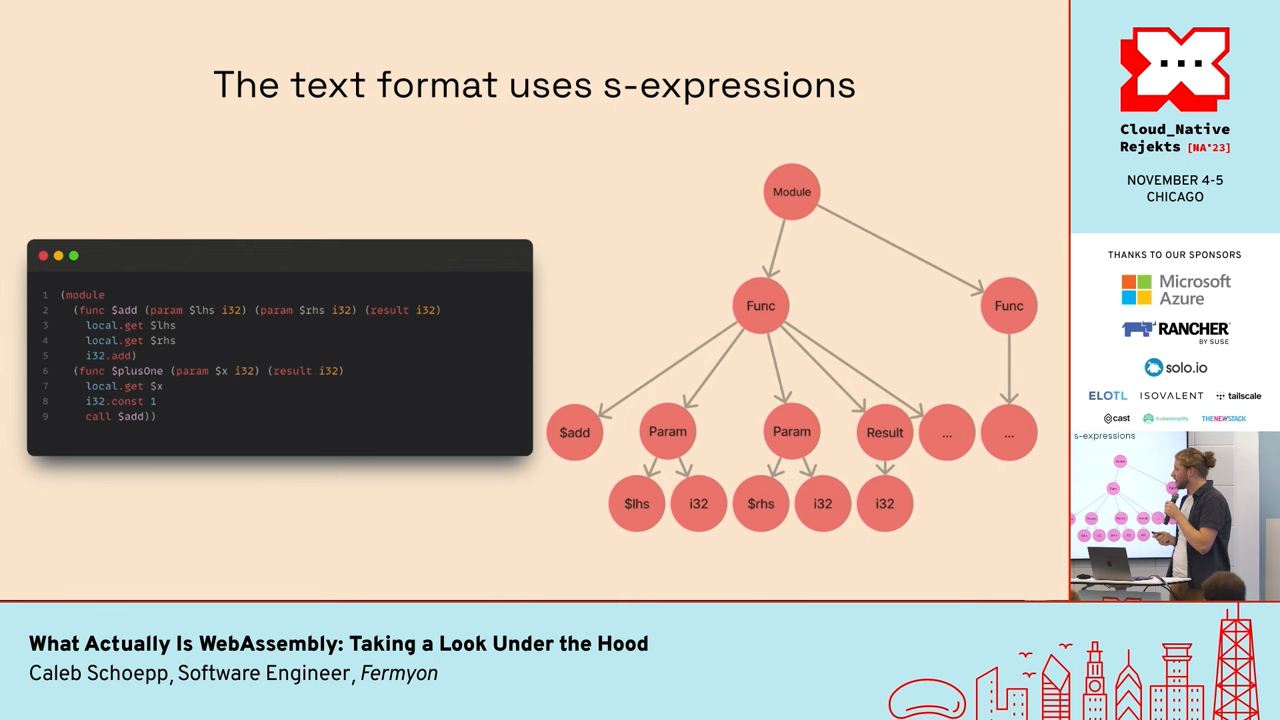 The text format uses s-expressions
1 (module
2 (func $add (param $lhs i32) (param $rhs i32) (result i32)
3 local.get $lhs
4 local.get $rhs
5 i32.add)
6 (func $plusOne (param $x i32) (result i32)
7 local.get $x
8 i32.const 1
9 call $add))
Module
Func
Func
$add
Param
Param
Result
...
...
$lhs
i32
$rhs
i32
i32
Cloud_Native
Rejekts [NA'23]
NOVEMBER 4-5
CHICAGO
THANKS TO OUR SPONSORS
Microsoft
Azure
RANCHER
BY SUSE
solo.io
ELOTL ISOVALENT tailscale
cast Kubesimplify THENEWSTACK
s-expressions
What Actually Is WebAssembly: Taking a Look Under the Hood
Caleb Schoepp, Software Engineer, Fermyon